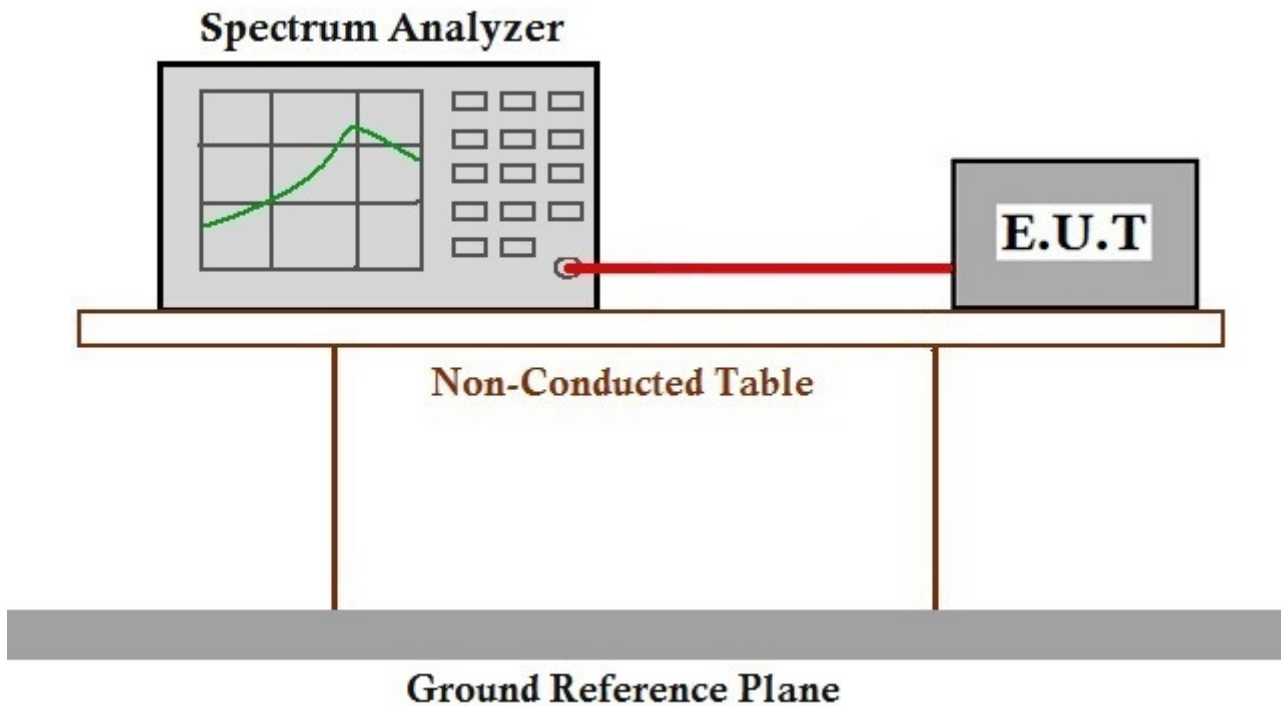 Spectrum Analyzer
E.U.T
Non-Conducted Table
Ground Reference Plane